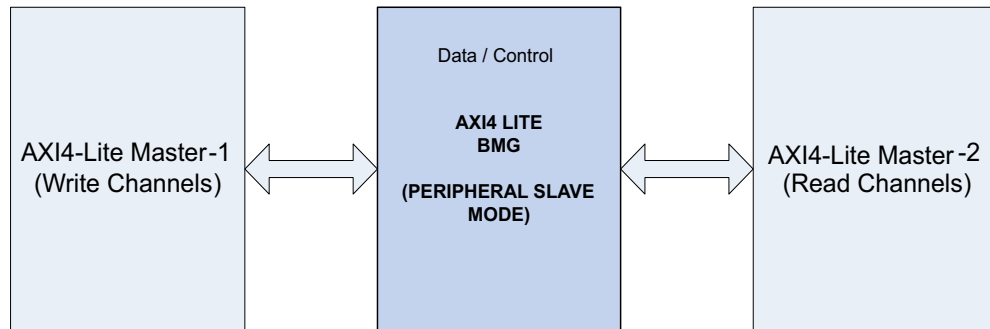 AXI4-Lite Master-1
(Write Channels)
Data / Control
AXI4 LITE
BMG
(PERIPHERAL SLAVE
MODE)
AXI4-Lite Master-2
(Read Channels)